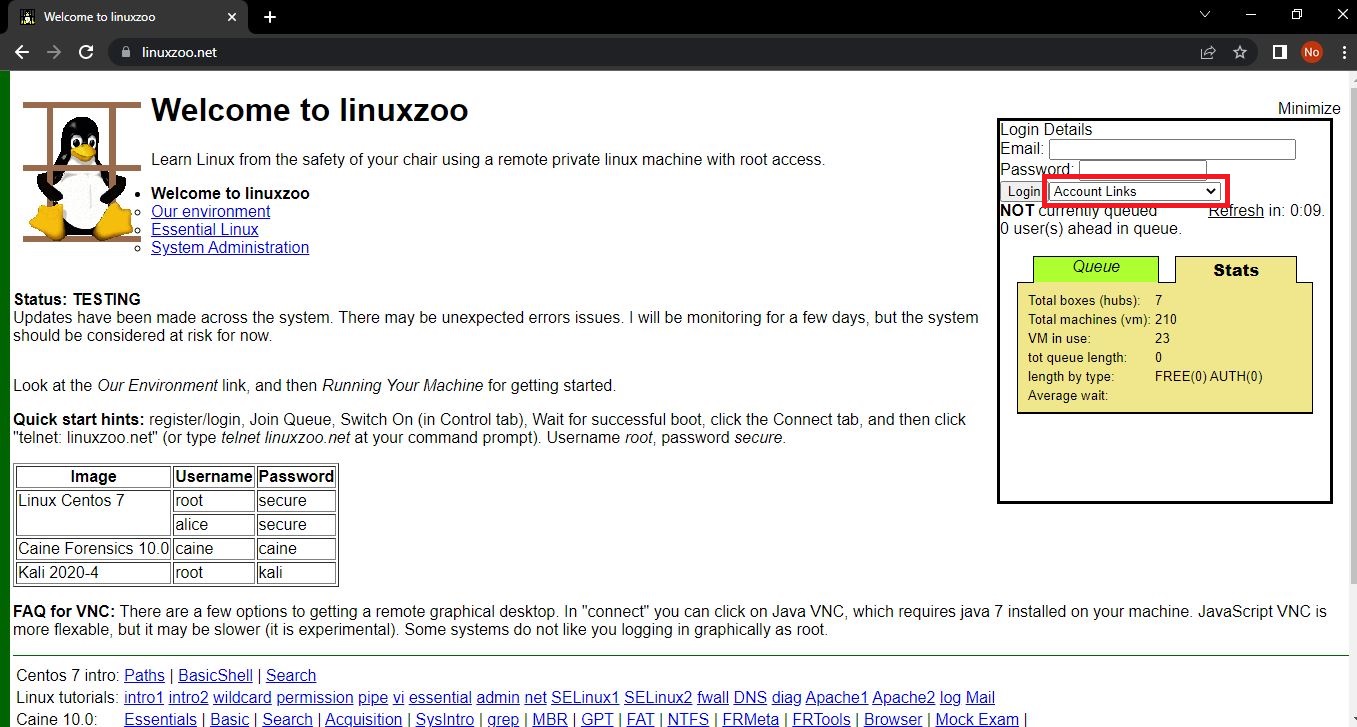 Welcome to linuxzoo
linuxzoo.net
No
Welcome to linuxzoo
Learn Linux from the safety of your chair using a remote private linux machine with root access.
Welcome to linuxzoo
Our environment
Essential Linux
System Administration
Minimize
Login Details
Email:
Password:
Login Account Links
NOT currently queued Refresh in: 0:09.
0 user(s) ahead in queue.
Queue Stats
Total boxes (hubs): 7
Total machines (vm): 210
VM in use: 23
tot queue length: 0
length by type: FREE(0) AUTH(0)
Average wait:
Status: TESTING
Updates have been made across the system. There may be unexpected errors issues. I will be monitoring for a few days, but the system
should be considered at risk for now.
Look at the Our Environment link, and then Running Your Machine for getting started.
Quick start hints: register/login, Join Queue, Switch On (in Control tab), Wait for successful boot, click the Connect tab, and then click
"telnet: linuxzoo.net" (or type telnet linuxzoo.net at your command prompt). Username root, password secure.
Image Username Password
Linux Centos 7 root secure
alice secure
Caine Forensics 10.0 caine caine
Kali 2020-4 root kali
FAQ for VNC: There are a few options to getting a remote graphical desktop. In "connect" you can click on Java VNC, which requires java 7 installed on your machine. JavaScript VNC is
more flexable, but it may be slower (it is experimental). Some systems do not like you logging in graphically as root.
Centos 7 intro: Paths | BasicShell | Search
Linux tutorials: intro1 intro2 wildcard permission pipe vi essential admin net SELinux1 SELinux2 fwall DNS diag Apache1 Apache2 log Mail
Caine 10.0: Essentials | Basic | Search | Acquisition | SysIntro | grep | MBR | GPT | FAT | NTFS | FRMeta | FRTools | Browser | Mock Exam |